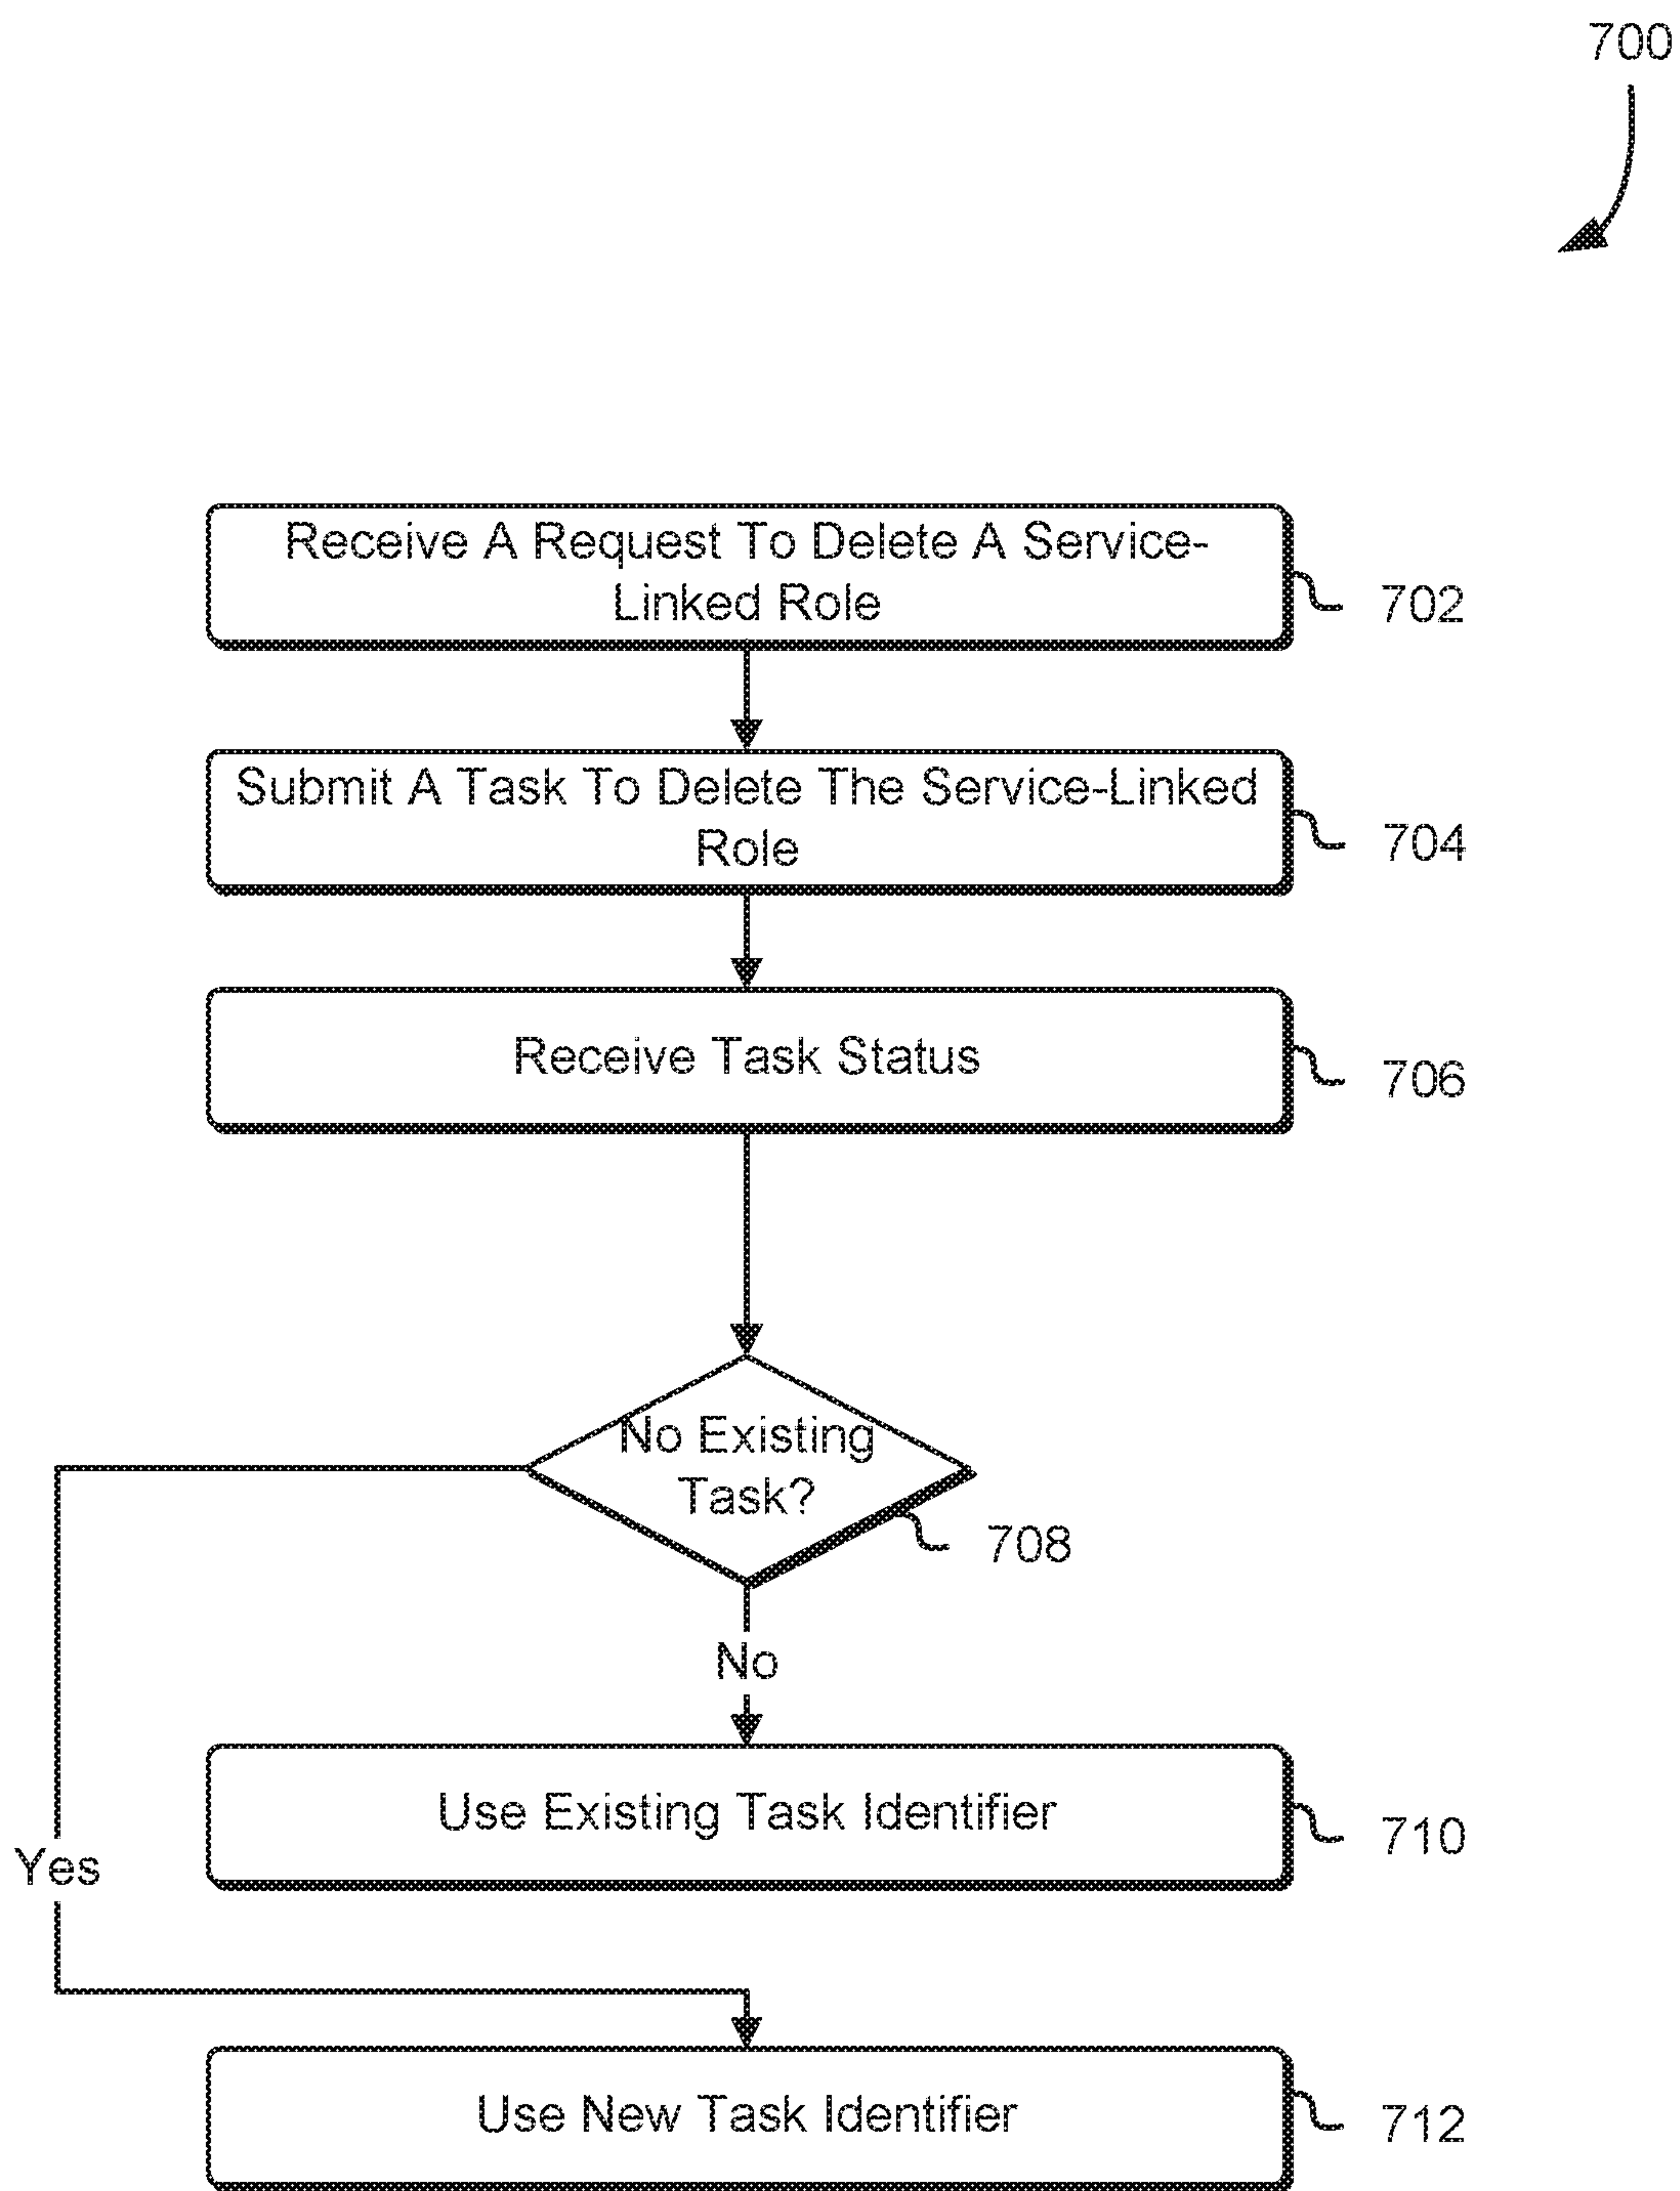 700
Receive A Request To Delete A Service-
Linked Role
702
Submit A Task To Delete The Service-Linked
Role
704
Receive Task Status
706
No Existing
Task?
708
No
Use Existing Task Identifier
710
Yes
Use New Task Identifier
712